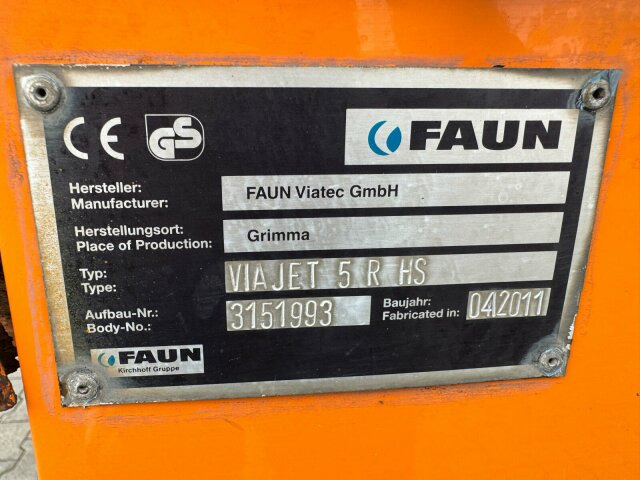 CE GS FAUN
Hersteller:
Manufacturer: FAUN Viatec GmbH
Herstellungsort:
Place of Production: Grimma
Typ:
Type: VIAJET 5 R HS
Aufbau-Nr.: Baujahr:
Body-No.: 3151993 Fabricated in: 042011
FAUN
Kirchhoff Gruppe